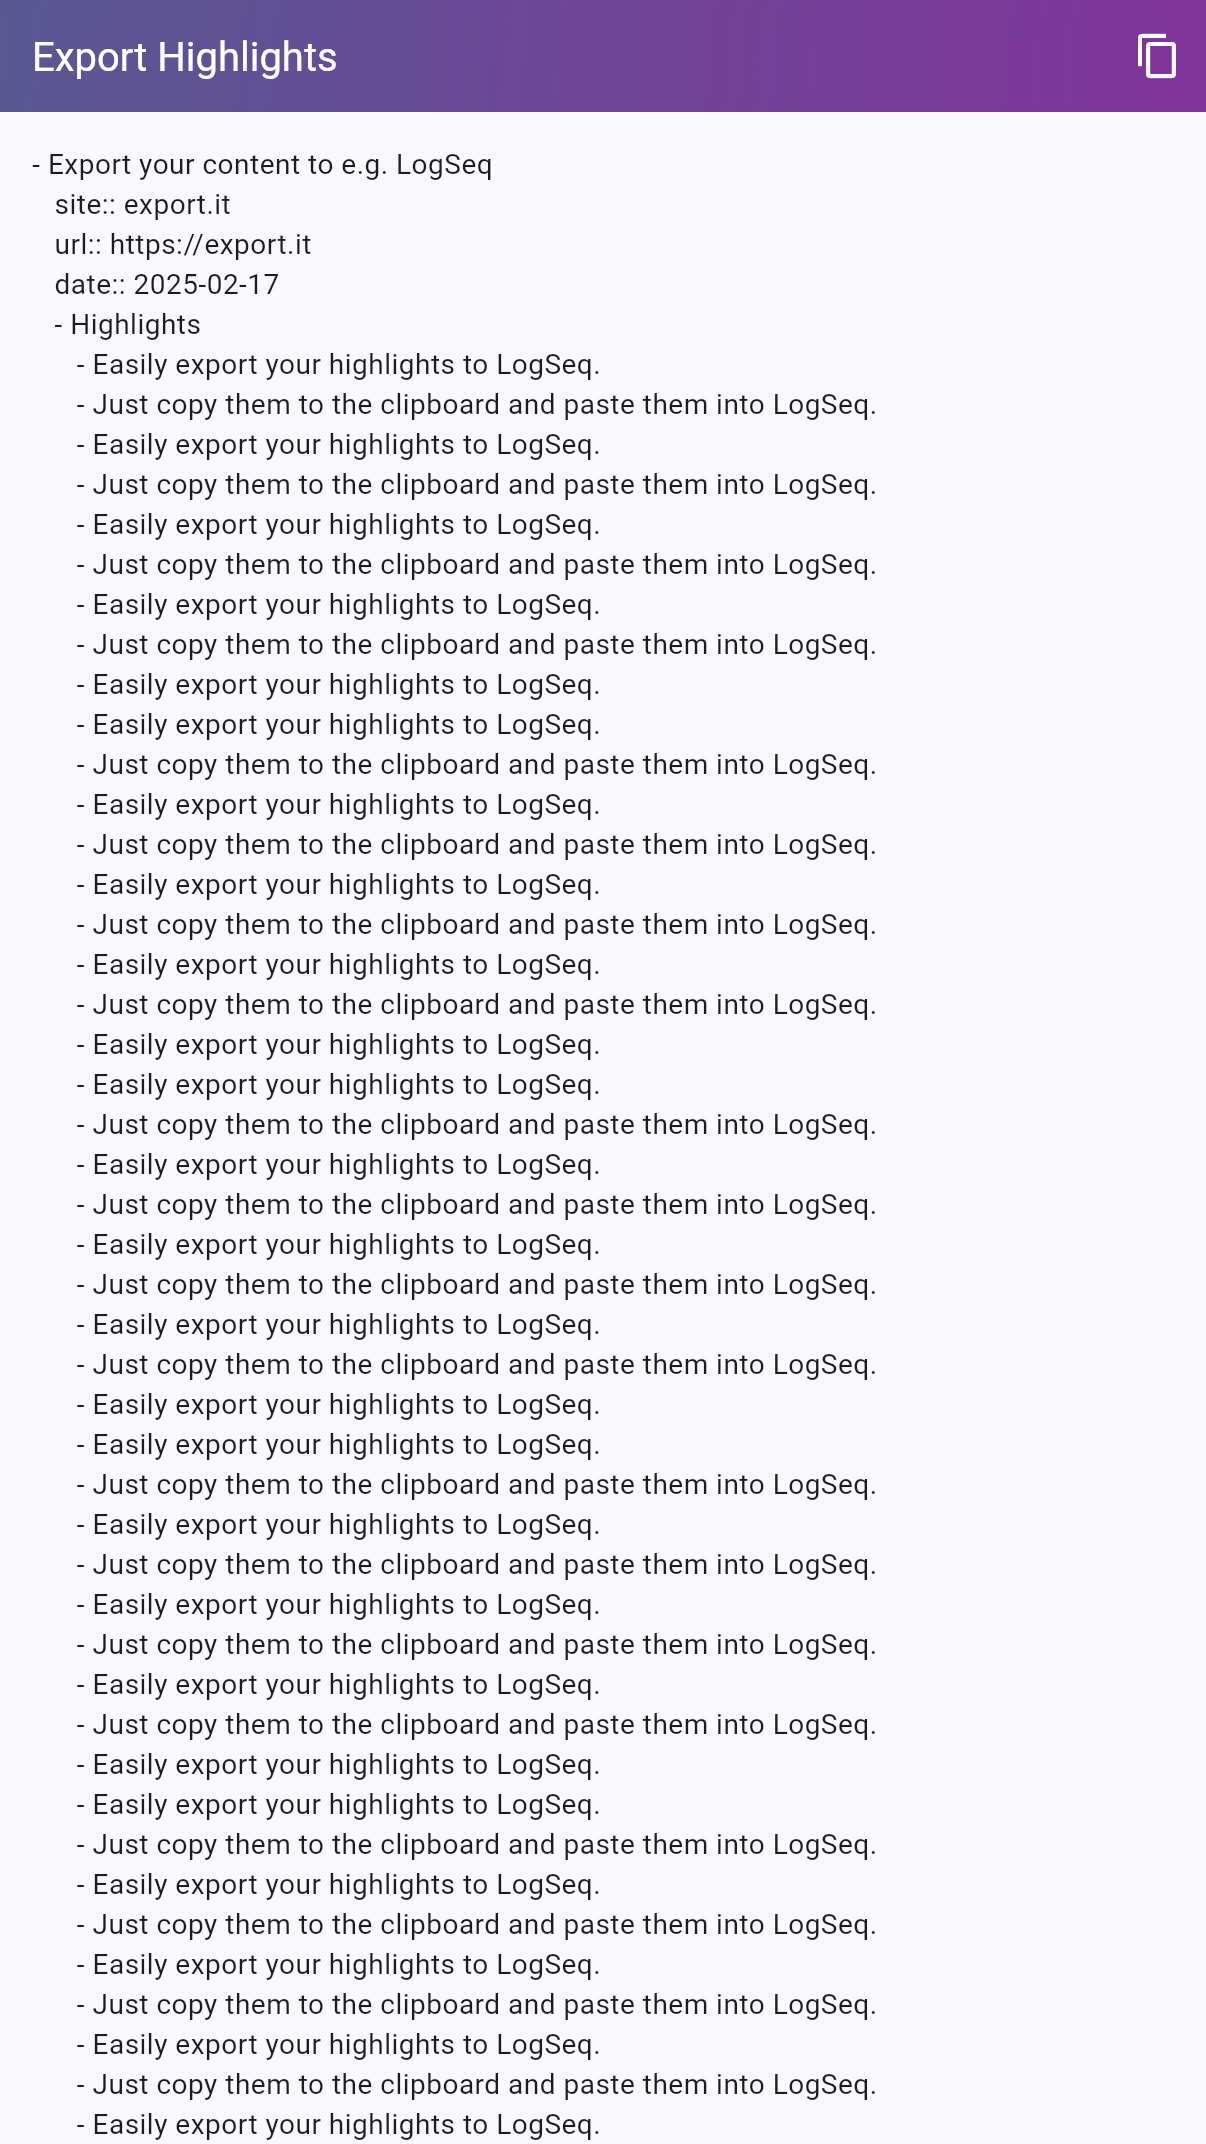 Export Highlights
- Export your content to e.g. LogSeq
site:: export.it
url:: https://export.it
date:: 2025-02-17
- Highlights
- Easily export your highlights to LogSeq.
- Just copy them to the clipboard and paste them into LogSeq.
- Easily export your highlights to LogSeq.
- Just copy them to the clipboard and paste them into LogSeq.
- Easily export your highlights to LogSeq.
- Just copy them to the clipboard and paste them into LogSeq.
- Easily export your highlights to LogSeq.
- Just copy them to the clipboard and paste them into LogSeq.
- Easily export your highlights to LogSeq.
- Easily export your highlights to LogSeq.
- Just copy them to the clipboard and paste them into LogSeq.
- Easily export your highlights to LogSeq.
- Just copy them to the clipboard and paste them into LogSeq.
- Easily export your highlights to LogSeq.
- Just copy them to the clipboard and paste them into LogSeq.
- Easily export your highlights to LogSeq.
- Just copy them to the clipboard and paste them into LogSeq.
- Easily export your highlights to LogSeq.
- Easily export your highlights to LogSeq.
- Just copy them to the clipboard and paste them into LogSeq.
- Easily export your highlights to LogSeq.
- Just copy them to the clipboard and paste them into LogSeq.
- Easily export your highlights to LogSeq.
- Just copy them to the clipboard and paste them into LogSeq.
- Easily export your highlights to LogSeq.
- Just copy them to the clipboard and paste them into LogSeq.
- Easily export your highlights to LogSeq.
- Easily export your highlights to LogSeq.
- Just copy them to the clipboard and paste them into LogSeq.
- Easily export your highlights to LogSeq.
- Just copy them to the clipboard and paste them into LogSeq.
- Easily export your highlights to LogSeq.
- Just copy them to the clipboard and paste them into LogSeq.
- Easily export your highlights to LogSeq.
- Just copy them to the clipboard and paste them into LogSeq.
- Easily export your highlights to LogSeq.
- Easily export your highlights to LogSeq.
- Just copy them to the clipboard and paste them into LogSeq.
- Easily export your highlights to LogSeq.
- Just copy them to the clipboard and paste them into LogSeq.
- Easily export your highlights to LogSeq.
- Just copy them to the clipboard and paste them into LogSeq.
- Easily export your highlights to LogSeq.
- Just copy them to the clipboard and paste them into LogSeq.
- Easily export your highlights to LogSeq.